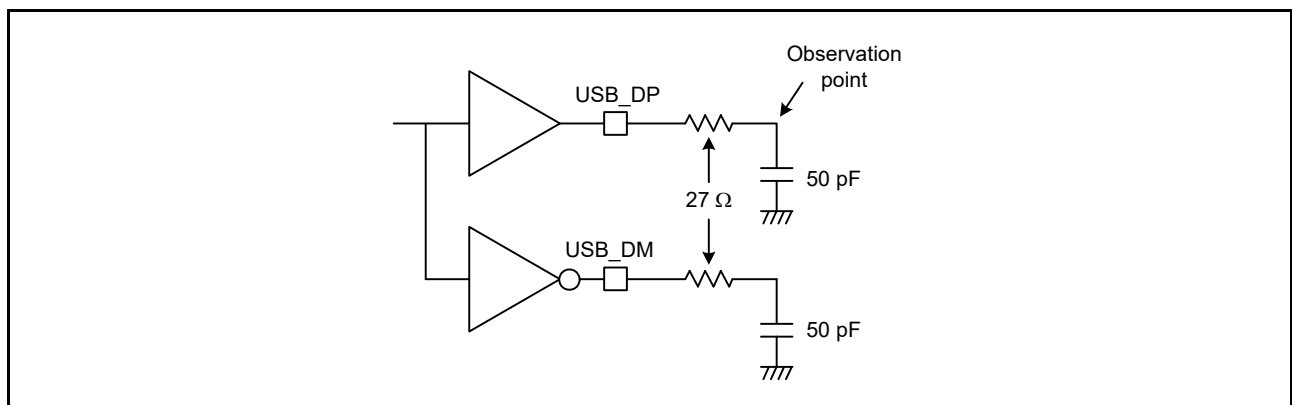 Observation
point
USB_DP
50 pF
27 Ω
USB_DM
50 pF